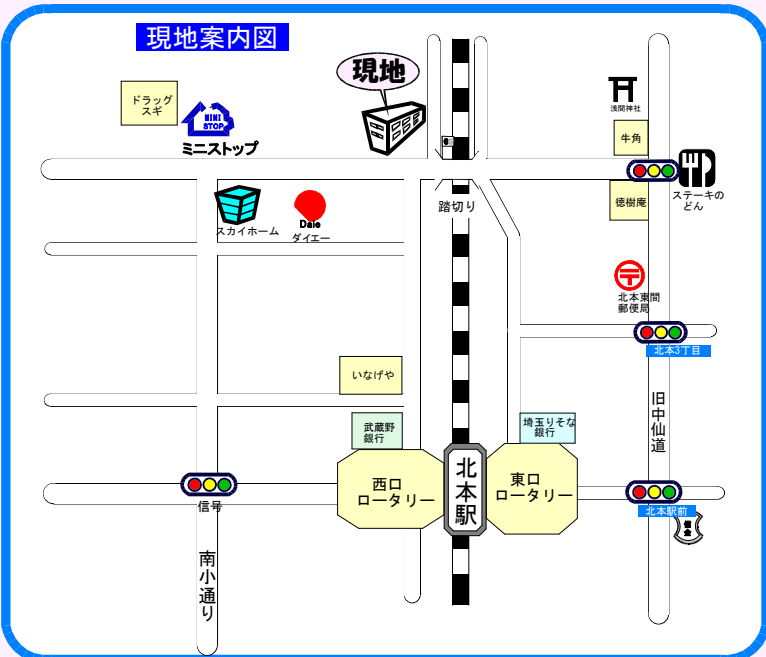 現地案内図
現地
ドラッグ
スギ
MINI
STOP
ミニストップ
浅間神社
牛角
ステーキの
どん
徳樹庵
踏切り
スカイホーム
Daie
ダイエー
〒
北本東間
郵便局
北本3丁目
いなげや
武蔵野
銀行
埼玉りそな
銀行
旧中仙道
西口
ロータリー
北本駅
東口
ロータリー
信号
北本駅前
信金
南小通り